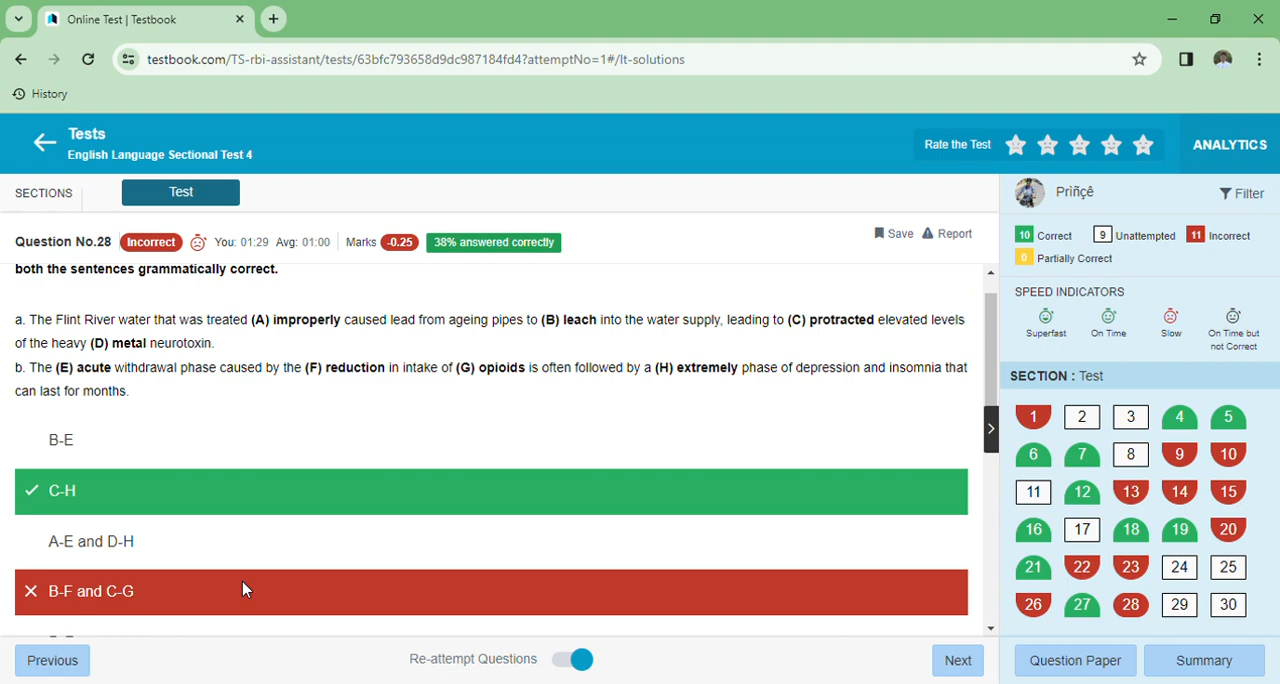 Online Test | Testbook
testbook.com/TS-rbi-assistant/tests/63bfc793658d9dc987184fd4?attemptNo=1#/lt-solutions
History
Tests
English Language Sectional Test 4
Rate the Test
ANALYTICS
SECTIONS
Test
Priñçê
Filter
Question No.28 Incorrect You: 01:29 Avg: 01:00 Marks -0.25 38% answered correctly
Save Report
10 Correct 9 Unattempted 11 Incorrect
0 Partially Correct
both the sentences grammatically correct.
a. The Flint River water that was treated (A) improperly caused lead from ageing pipes to (B) leach into the water supply, leading to (C) protracted elevated levels
of the heavy (D) metal neurotoxin.
b. The (E) acute withdrawal phase caused by the (F) reduction in intake of (G) opioids is often followed by a (H) extremely phase of depression and insomnia that
can last for months.
B-E
C-H
A-E and D-H
B-F and C-G
SPEED INDICATORS
Superfast On Time Slow On Time but
not Correct
SECTION : Test
1 2 3 4 5
6 7 8 9 10
11 12 13 14 15
16 17 18 19 20
21 22 23 24 25
26 27 28 29 30
Previous
Re-attempt Questions
Next
Question Paper
Summary